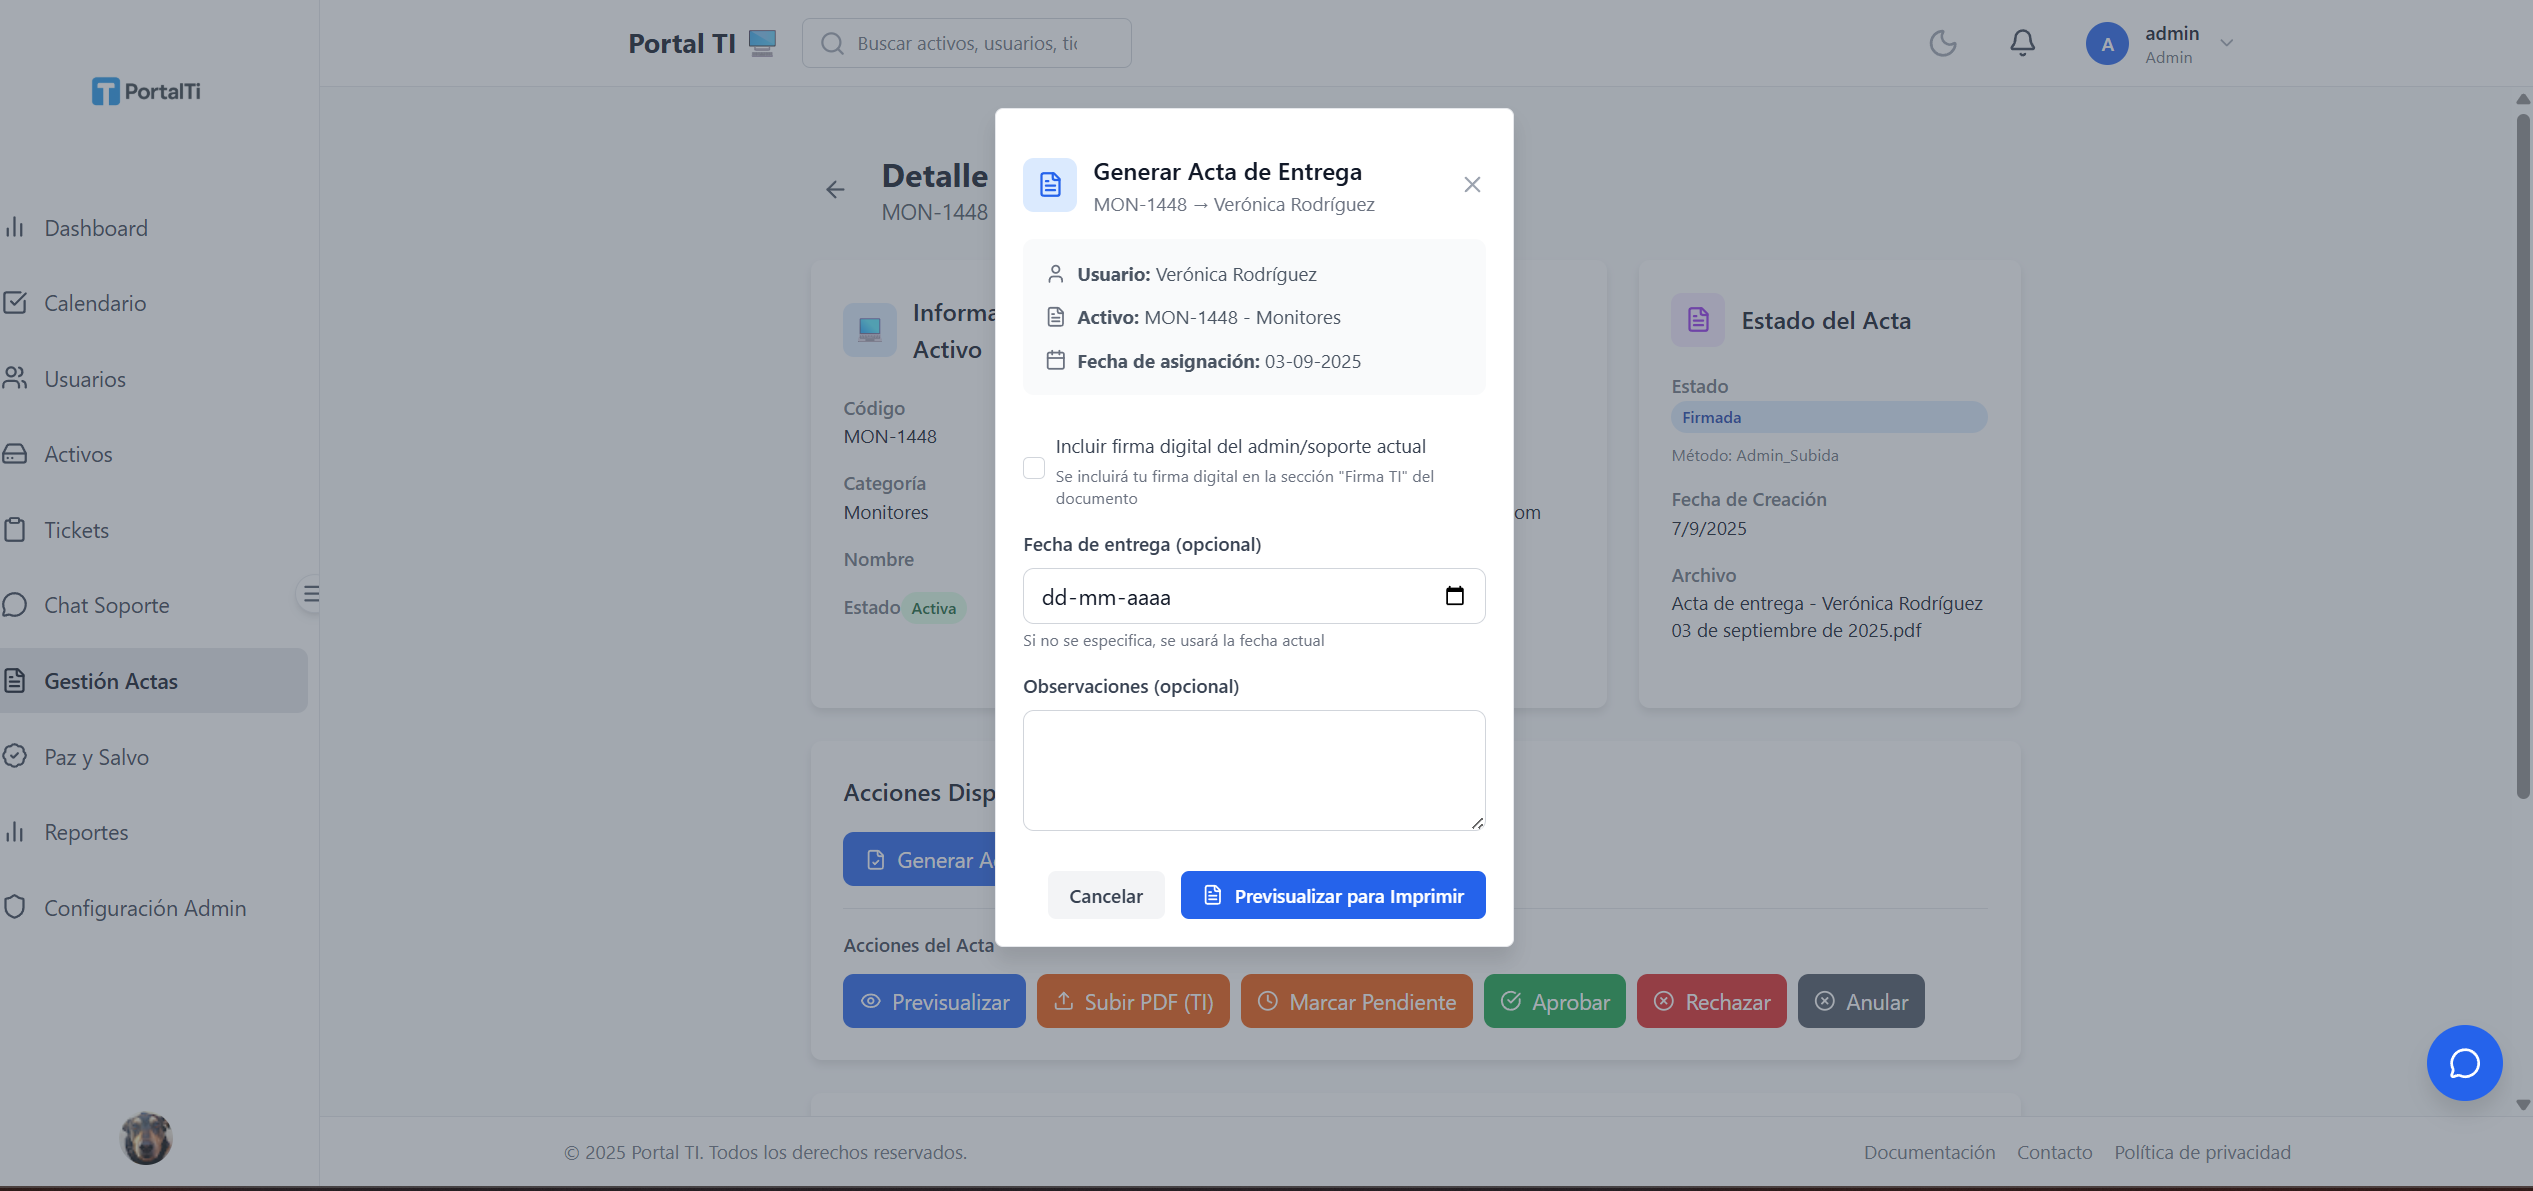 Portal TI
Buscar activos, usuarios, tic
A
admin
Admin
PortalTi
Dashboard
Calendario
Usuarios
Activos
Tickets
Chat Soporte
Gestión Actas
Paz y Salvo
Reportes
Configuración Admin
Detalle
MON-1448
Informa
Activo
Código
MON-1448
Categoría
Monitores
Nombre
Estado Activa
om
Generar Acta de Entrega
MON-1448 → Verónica Rodríguez
Usuario: Verónica Rodríguez
Activo: MON-1448 - Monitores
Fecha de asignación: 03-09-2025
Incluir firma digital del admin/soporte actual
Se incluirá tu firma digital en la sección "Firma TI" del
documento
Fecha de entrega (opcional)
dd-mm-aaaa
Si no se especifica, se usará la fecha actual
Observaciones (opcional)
Cancelar
Previsualizar para Imprimir
Estado del Acta
Estado
Firmada
Método: Admin_Subida
Fecha de Creación
7/9/2025
Archivo
Acta de entrega - Verónica Rodríguez
03 de septiembre de 2025.pdf
Acciones Disp
Generar A
Acciones del Acta
Previsualizar
Subir PDF (TI)
Marcar Pendiente
Aprobar
Rechazar
Anular
© 2025 Portal TI. Todos los derechos reservados.
Documentación
Contacto
Política de privacidad